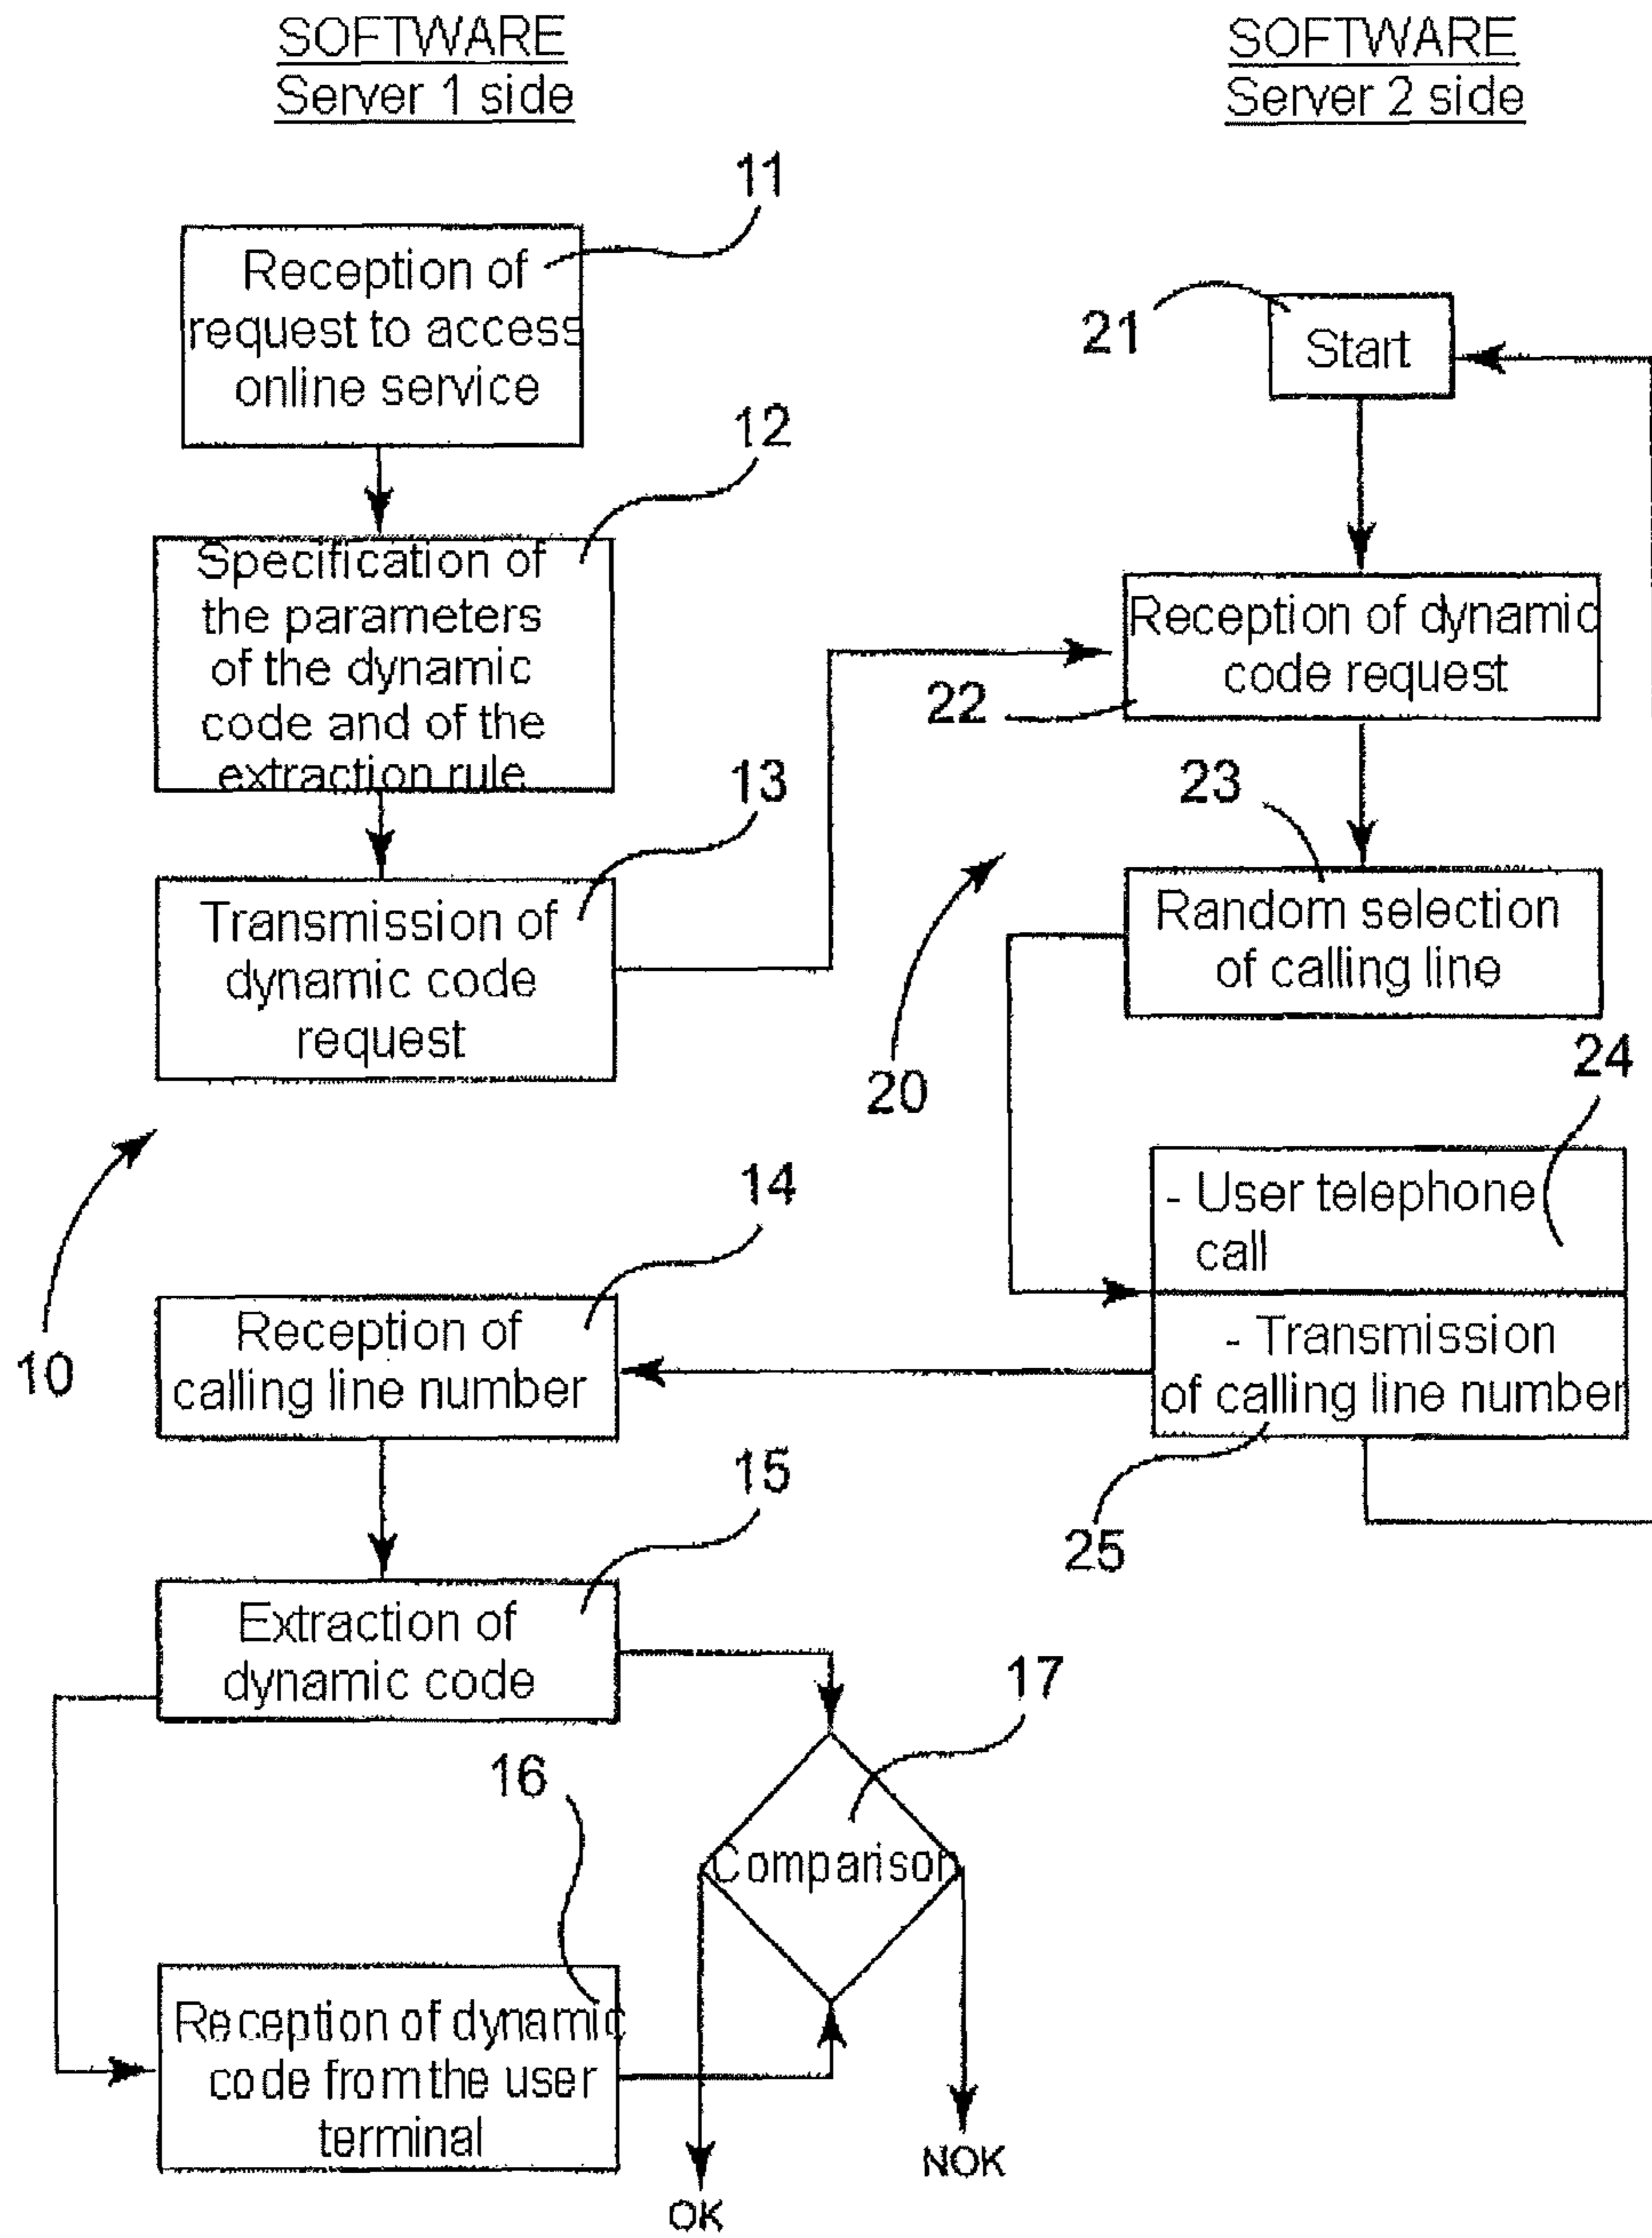 SOFTWARE
Server 1 side
11
Reception of
request to access
online service
12
Specification of
the parameters
of the dynamic
code and of the
extraction rule
13
Transmission of
dynamic code
request
10
14
Reception of
calling line number
15
Extraction of
dynamic code
16
Reception of dynamic
code from the user
terminal
17
Comparison
OK
NOK
SOFTWARE
Server 2 side
21
Start
22
Reception of dynamic
code request
23
Random selection
of calling line
20
24
- User telephone
call
- Transmission
of calling line number
25